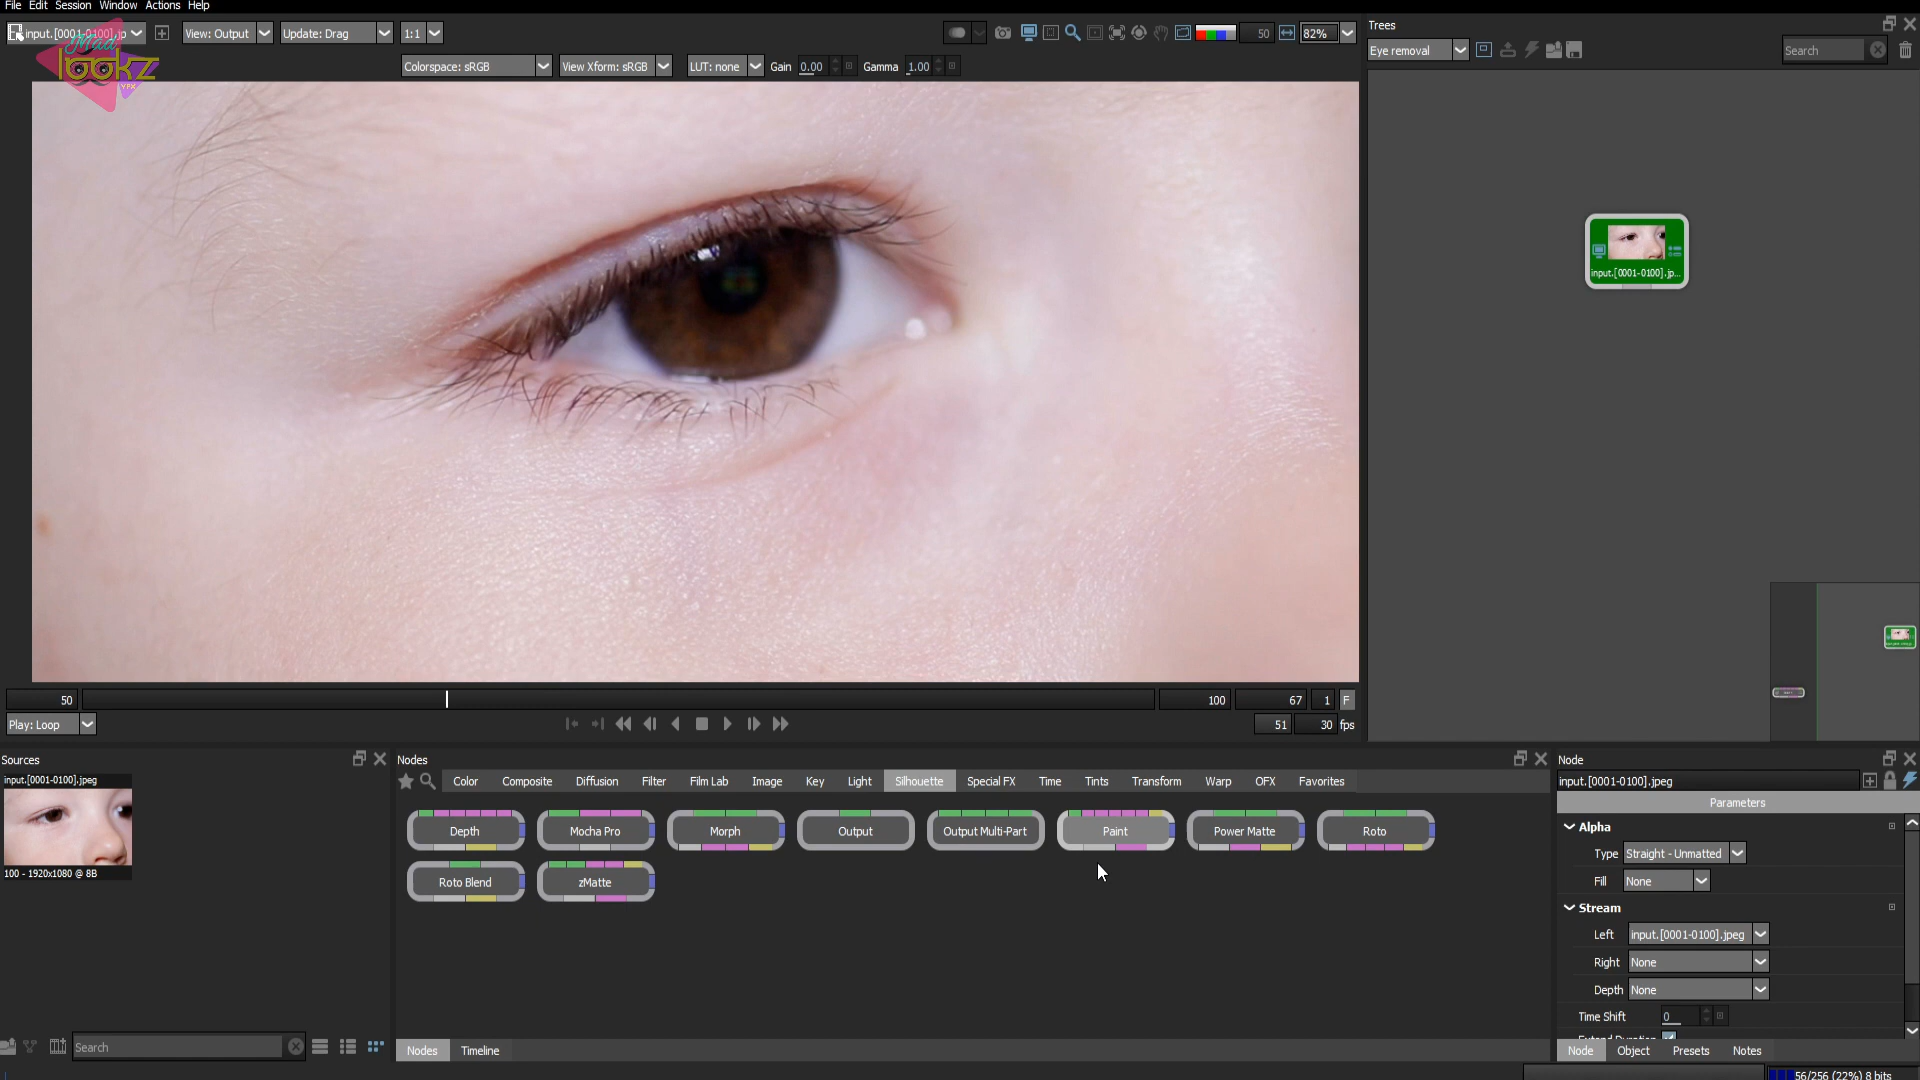 File Edit Session Window Actions Help
input.[0001-0100].jp
View: Output
Update: Drag
1:1
50
82%
Mad
lookz
VFX
Colorspace: sRGB
View Xform: sRGB
LUT: none
Gain 0.00
Gamma 1.00
Trees
Eye removal
Search
input.[0001-0100].jp...
50
100
67
1
F
Play: Loop
51
30 fps
Sources
input.[0001-0100].jpeg
100 - 1920x1080 @ 8B
Search
Nodes
Color Composite Diffusion Filter Film Lab Image Key Light Silhouette Special FX Time Tints Transform Warp OFX Favorites
Depth Mocha Pro Morph Output Output Multi-Part Paint Power Matte Roto
Roto Blend zMatte
Nodes Timeline
Node
input.[0001-0100].jpeg
Parameters
Alpha
Type Straight - Unmatted
Fill None
Stream
Left input.[0001-0100].jpeg
Right None
Depth None
Time Shift 0
Extend Duration
Node Object Presets Notes
56/256 (22%) 8 bits